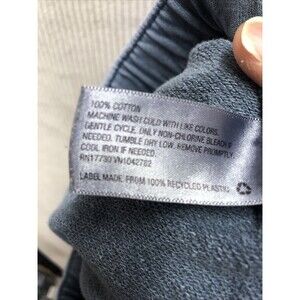 100% COTTON
MACHINE WASH COLD WITH LIKE COLORS,
GENTLE CYCLE. ONLY NON-CHLORINE BLEACH IF
NEEDED. TUMBLE DRY LOW. REMOVE PROMPTLY.
COOL IRON IF NEEDED.
RN17730 VN1042782
LABEL MADE FROM 100% RECYCLED PLASTIC